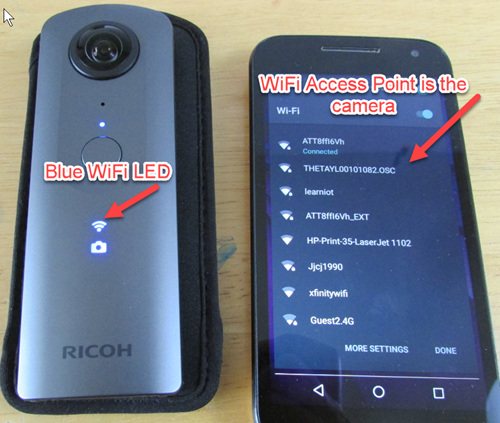 WiFi Access Point is the
camera
Wi-Fi
ATT8ffI6Vh
Connected
THETAYL00101082.OSC
Blue WiFi LED
learniot
ATT8ffI6Vh_EXT
HP-Print-35-LaserJet 1102
Jjcj1990
xfinitywifi
Guest2.4G
RICOH
MORE SETTINGS
DONE